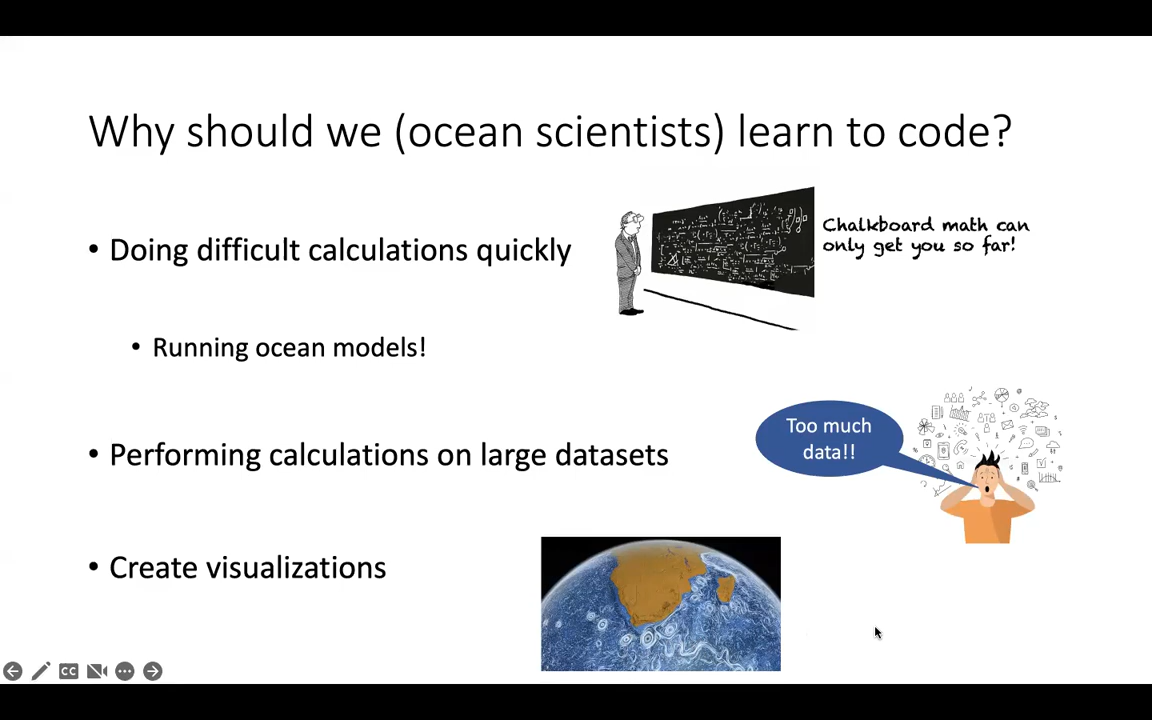 Why should we (ocean scientists) learn to code?
• Doing difficult calculations quickly
Chalkboard math can
only get you so far!
• Running ocean models!
Too much
data!!
• Performing calculations on large datasets
• Create visualizations
CC